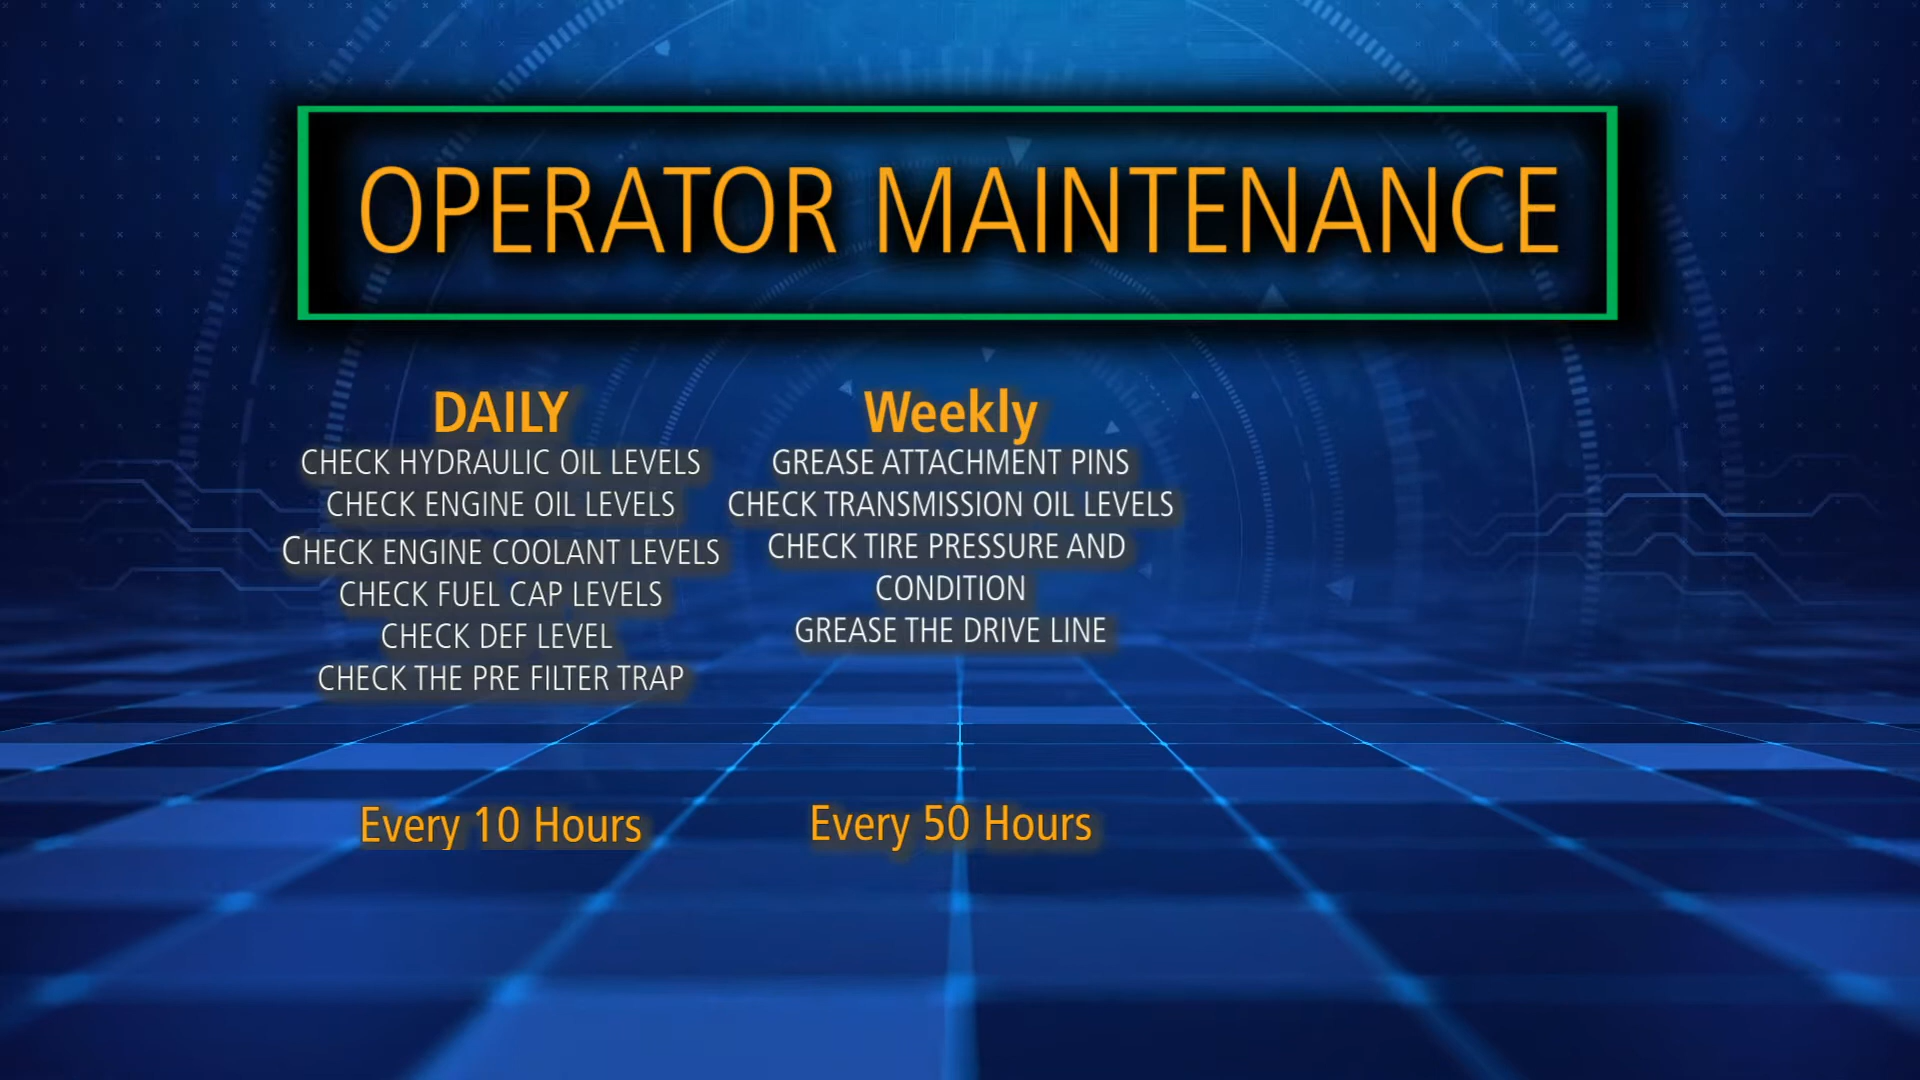 OPERATOR MAINTENANCE
DAILY
CHECK HYDRAULIC OIL LEVELS
CHECK ENGINE OIL LEVELS
CHECK ENGINE COOLANT LEVELS
CHECK FUEL CAP LEVELS
CHECK DEF LEVEL
CHECK THE PRE FILTER TRAP
Every 10 Hours
Weekly
GREASE ATTACHMENT PINS
CHECK TRANSMISSION OIL LEVELS
CHECK TIRE PRESSURE AND
CONDITION
GREASE THE DRIVE LINE
Every 50 Hours